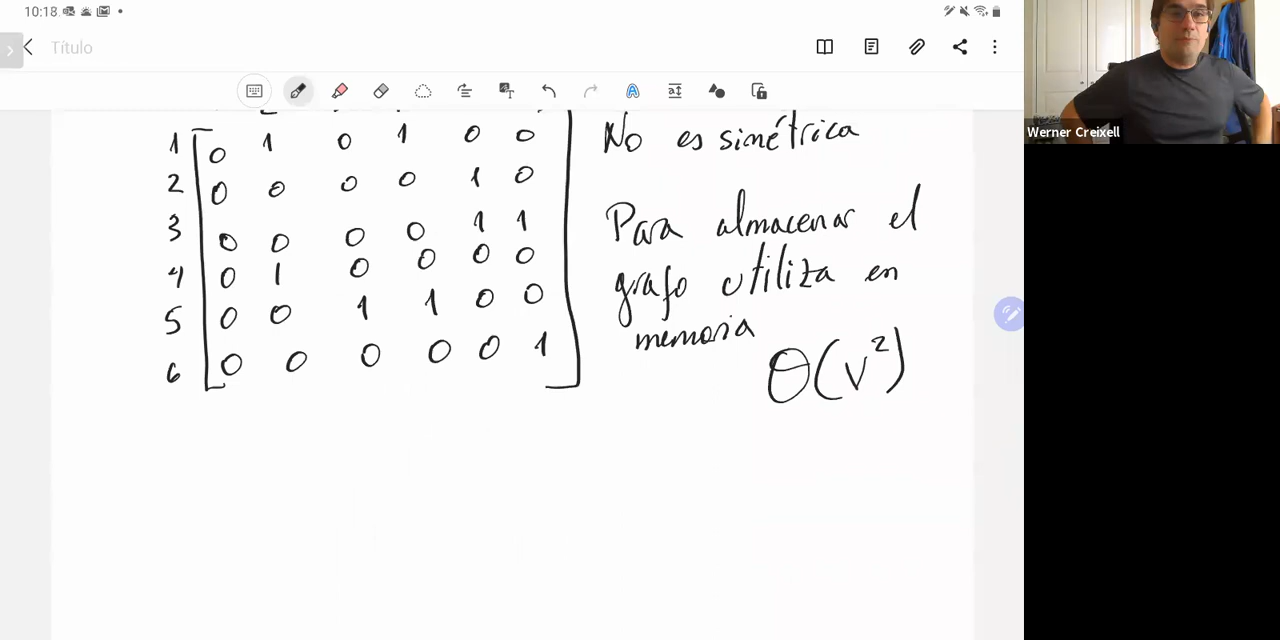 10:18
Título
1 0 1 0 1 0 0
2 0 0 0 0 1 0
3 0 0 0 0 1 1
4 0 1 0 0 0 0
5 0 0 1 1 0 0
6 0 0 0 0 0 1
No es simétrica
Para almacenar el
grafo utiliza en
memoria
Θ(V²)
Werner Creixell